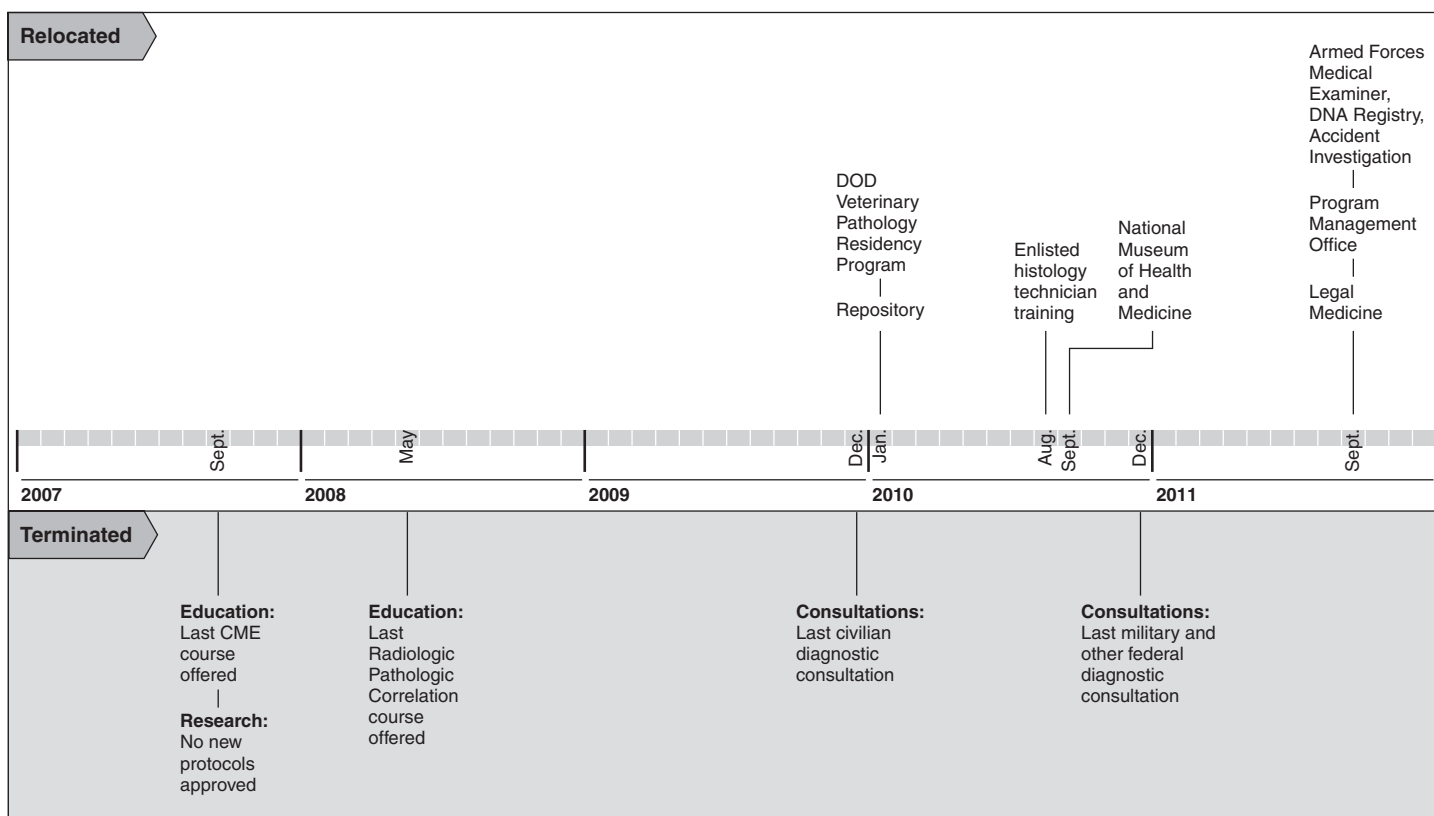 Relocated
Armed Forces
Medical
Examiner,
DNA Registry,
Accident
Investigation
Program
Management
Office
Legal
Medicine
DOD
Veterinary
Pathology
Residency
Program
Repository
Enlisted
histology
technician
training
National
Museum
of Health
and
Medicine
Sept.
May
Dec.
Jan.
Aug.
Sept.
Dec.
Sept.
2007
2008
2009
2010
2011
Terminated
Education:
Last CME
course
offered
Research:
No new
protocols
approved
Education:
Last
Radiologic
Pathologic
Correlation
course
offered
Consultations:
Last civilian
diagnostic
consultation
Consultations:
Last military and
other federal
diagnostic
consultation